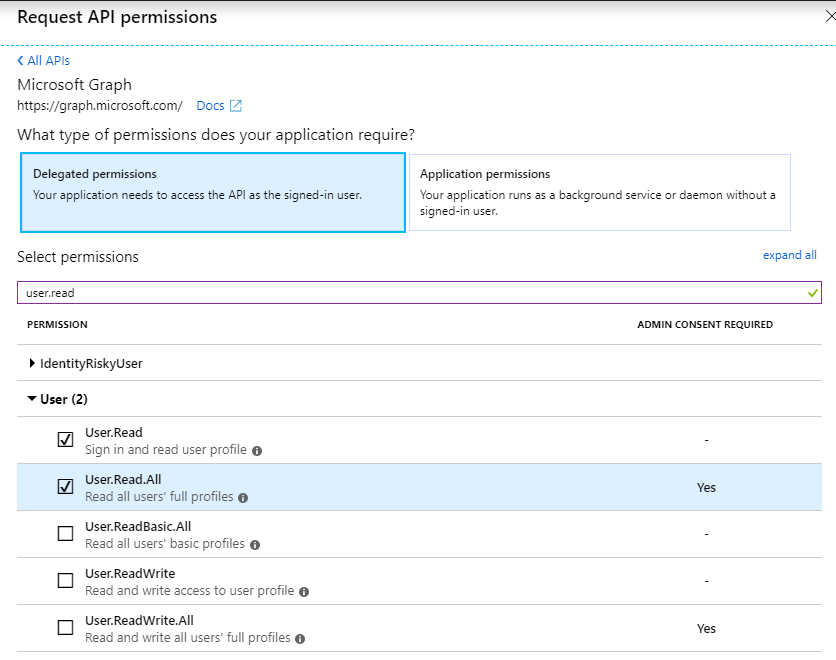 Request API permissions
All APIs
Microsoft Graph
https://graph.microsoft.com/ Docs
What type of permissions does your application require?
Delegated permissions
Your application needs to access the API as the signed-in user.
Application permissions
Your application runs as a background service or daemon without a
signed-in user.
Select permissions
expand all
user.read
PERMISSION ADMIN CONSENT REQUIRED
IdentityRiskyUser
User (2)
User.Read
Sign in and read user profile
-
User.Read.All
Read all users' full profiles
Yes
User.ReadBasic.All
Read all users' basic profiles
-
User.ReadWrite
Read and write access to user profile
-
User.ReadWrite.All
Read and write all users' full profiles
Yes